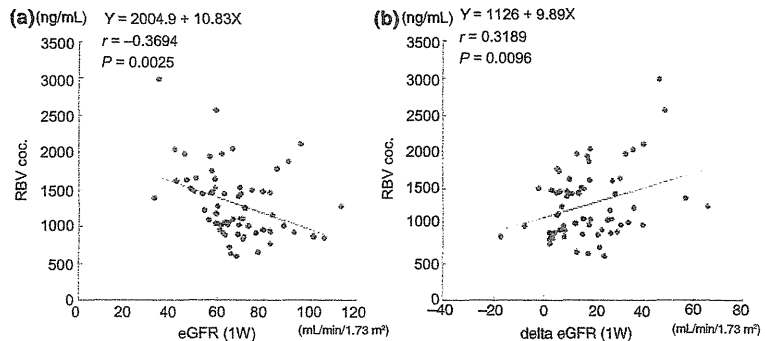 (a) (ng/mL) Y = 2004.9 + 10.83X
r = –0.3694
P = 0.0025
3500
3000
2500
2000
1500
1000
500
0
RBV coc.
0 20 40 60 80 100 120
eGFR (1W) (mL/min/1.73 m²)
(b) (ng/mL) Y = 1126 + 9.89X
r = 0.3189
P = 0.0096
3500
3000
2500
2000
1500
1000
500
0
RBV coc.
–40 –20 0 20 40 60 80
delta eGFR (1W) (mL/min/1.73 m²)